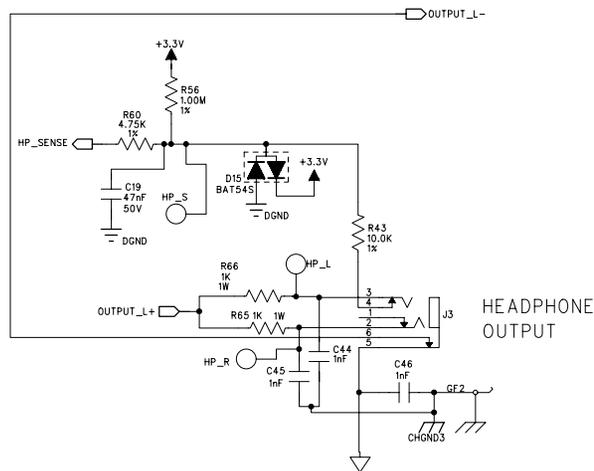 OUTPUT_L-
+3.3V
R56
1.00M
1%
R60
4.75K
1%
HP_SENSE
+3.3V
D15
BAT54S
C19
47nF
50V
HP_S
DGND
DGND
R43
10.0K
1%
HP_L
R66
1K
1W
3
4
OUTPUT_L+
R65 1K 1W
1
2
6
5
J3
HEADPHONE
OUTPUT
HP_R
C44
1nF
C45
1nF
C46
1nF
GF2
CHGND3